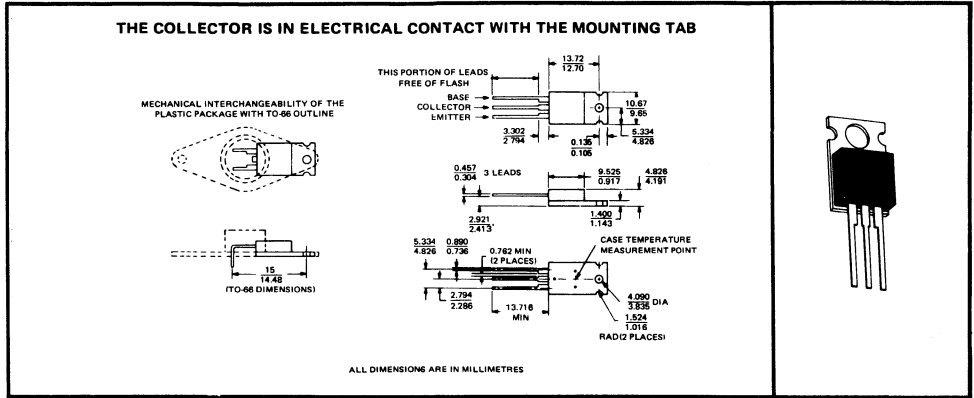 THE COLLECTOR IS IN ELECTRICAL CONTACT WITH THE MOUNTING TAB
MECHANICAL INTERCHANGEABILITY OF THE
PLASTIC PACKAGE WITH TO-66 OUTLINE
THIS PORTION OF LEADS
FREE OF FLASH
BASE
COLLECTOR
EMITTER
13.72
12.70
10.67
9.65
3.302
2.794
0.135
0.105
5.334
4.826
0.457
0.304
3 LEADS
9.525
0.917
4.826
4.191
2.921
2.413
1.400
1.143
15
14.48
(TO-66 DIMENSIONS)
5.334
4.826
0.890
0.736
0.762 MIN
(2 PLACES)
CASE TEMPERATURE
MEASUREMENT POINT
2.794
2.286
13.716
MIN
4.090
3.835
DIA
1.524
1.016
RAD(2 PLACES)
ALL DIMENSIONS ARE IN MILLIMETRES